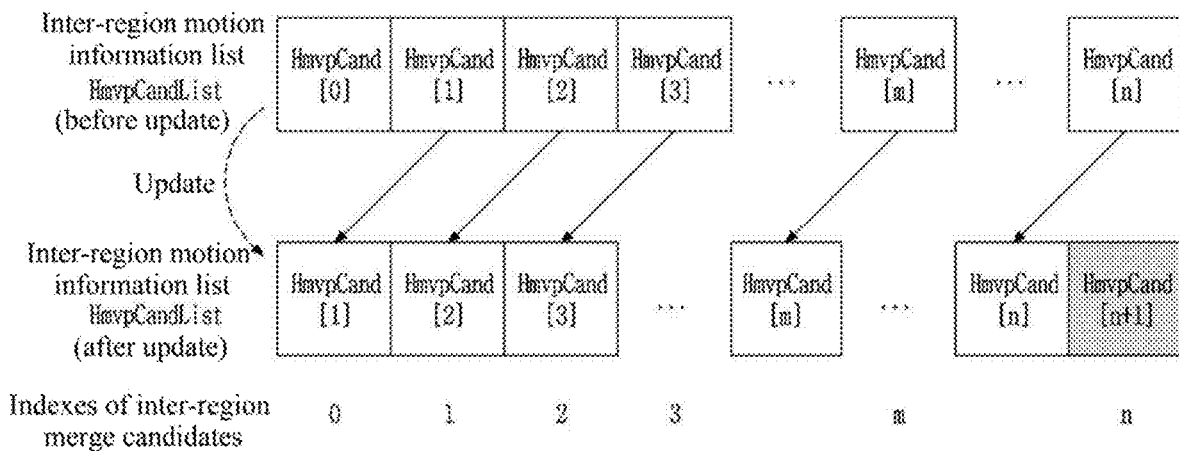 Inter-region motion
information list
HmvpCandList
(before update)
HmvpCand
[0]
HmvpCand
[1]
HmvpCand
[2]
HmvpCand
[3]
...
HmvpCand
[m]
...
HmvpCand
[n]
Update
Inter-region motion
information list
HmvpCandList
(after update)
HmvpCand
[1]
HmvpCand
[2]
HmvpCand
[3]
...
HmvpCand
[m]
...
HmvpCand
[n]
HmvpCand
[n+1]
Indexes of inter-region
merge candidates
0 1 2 3 m n